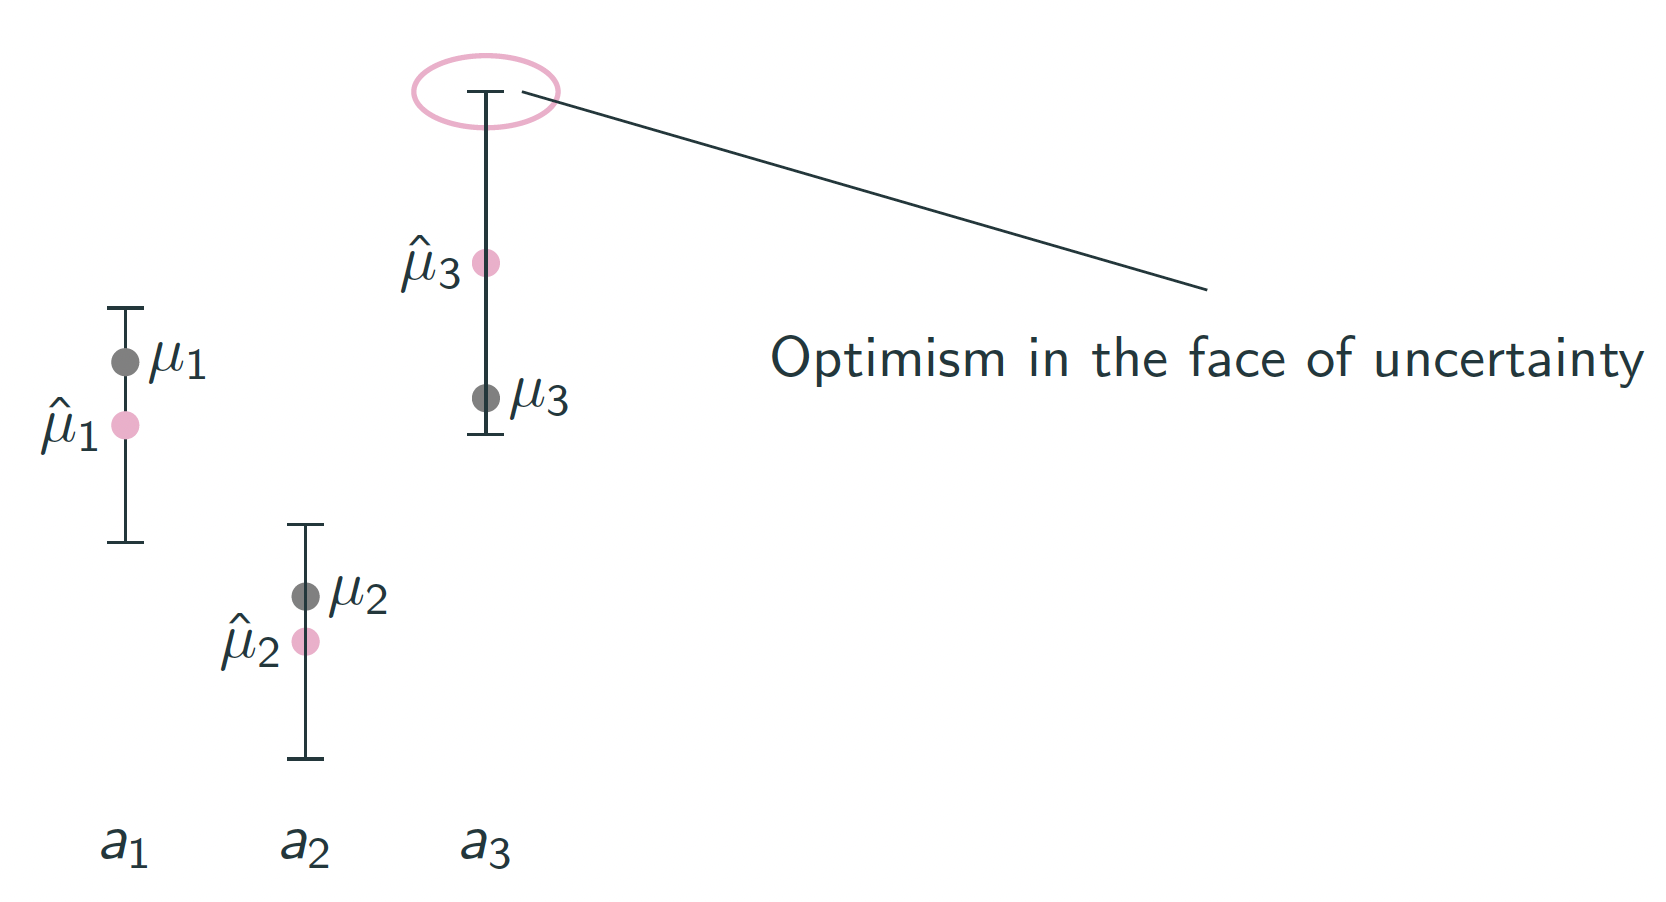 μ̂₃
μ₁
Optimism in the face of uncertainty
μ₃
μ̂₁
μ₂
μ̂₂
a₁ a₂ a₃